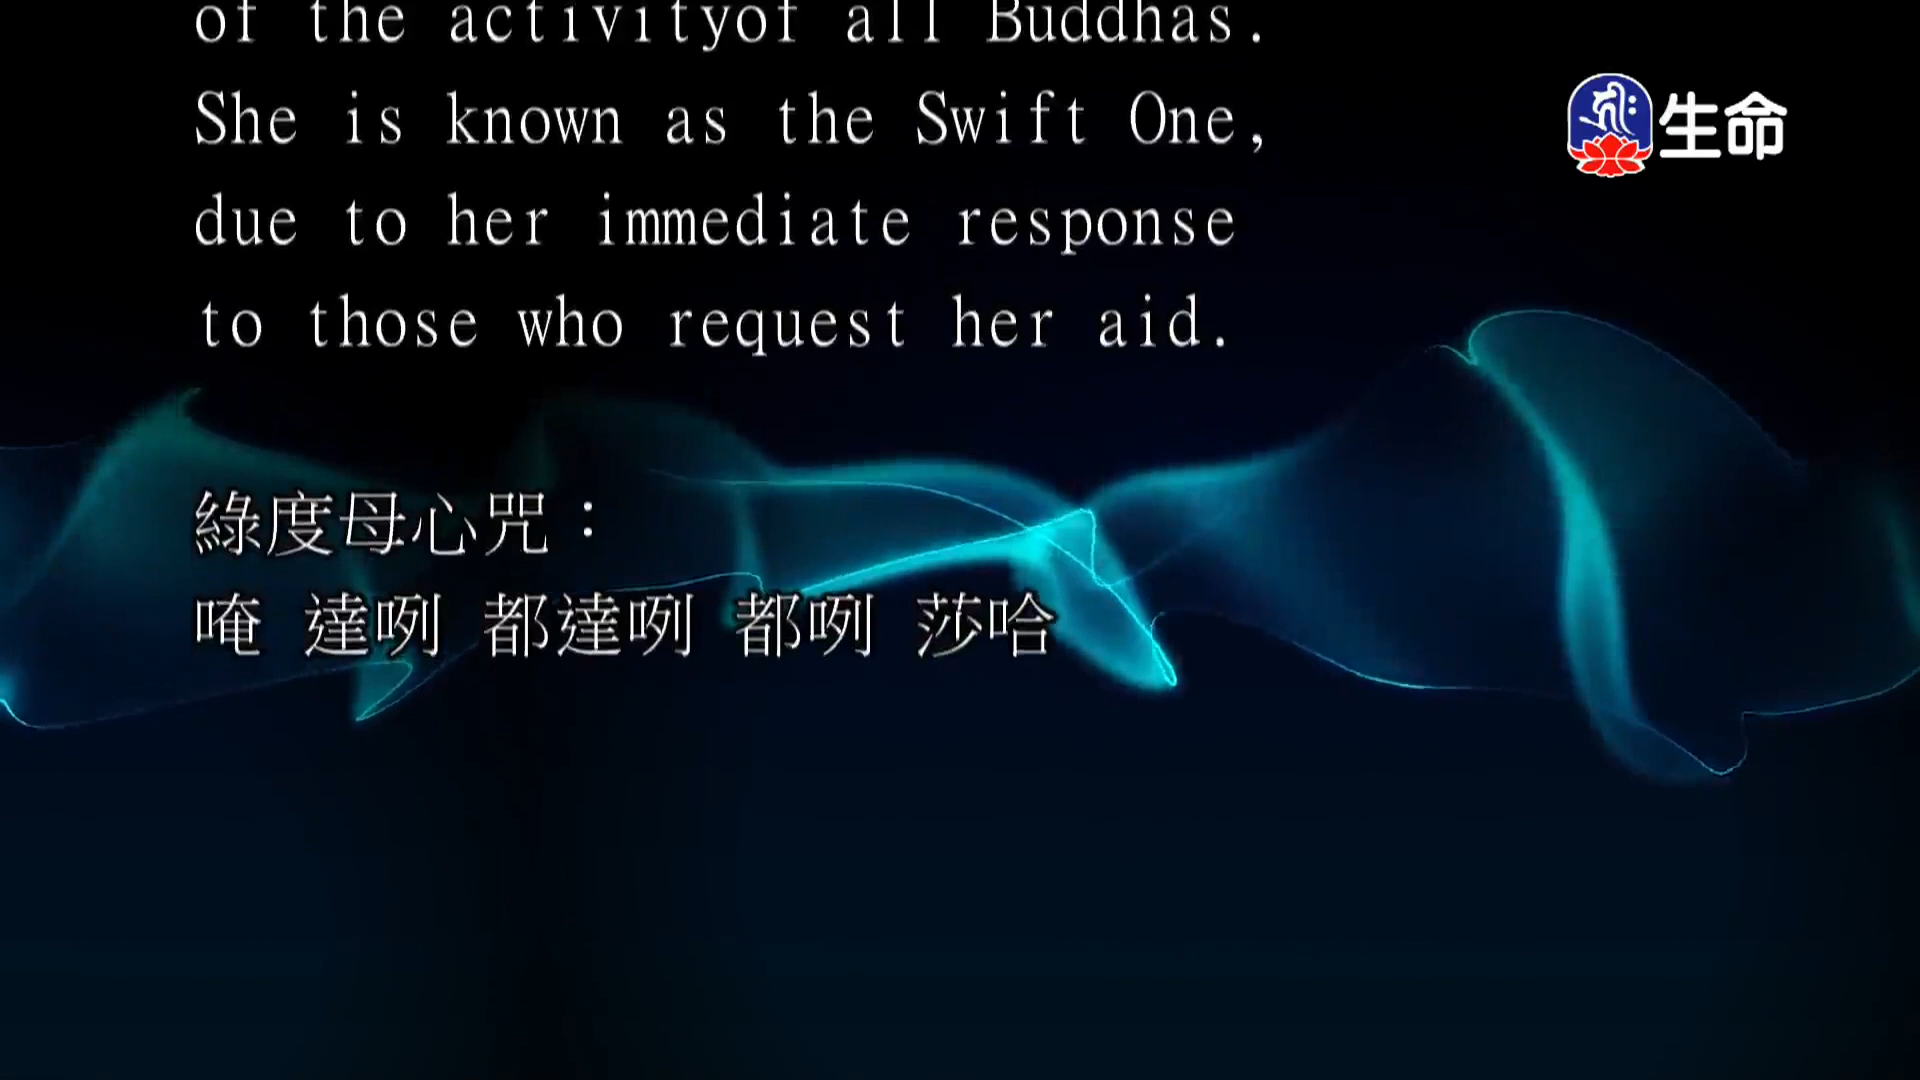 of the activityof all Buddhas.
She is known as the Swift One,
due to her immediate response
to those who request her aid.
生命
綠度母心咒：
唵 達咧 都達咧 都咧 莎哈